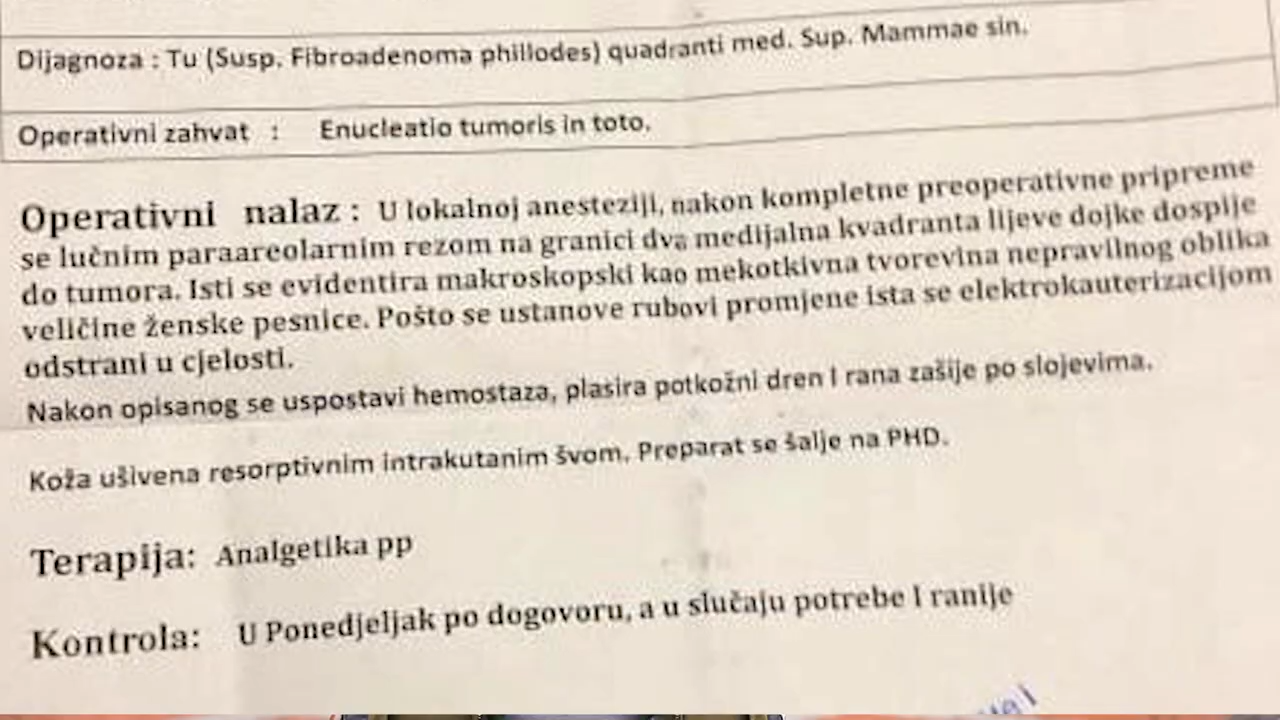 Dijagnoza : Tu (Susp. Fibroadenoma phillodes) quadranti med. Sup. Mammae sin.
Operativni zahvat : Enucleatio tumoris in toto.
Operativni nalaz : U lokalnoj anesteziji, nakon kompletne preoperativne pripreme
se lučnim paraareolarnim rezom na granici dva medijalna kvadranta lijeve dojke dospije
do tumora. Isti se evidentira makroskopski kao mekotkivna tvorevina nepravilnog oblika
veličine ženske pesnice. Pošto se ustanove rubovi promjene ista se elektrokauterizacijom
odstrani u cjelosti.
Nakon opisanog se uspostavi hemostaza, plasira potkožni dren I rana zašije po slojevima.
Koža ušivena resorptivnim intrakutanim švom. Preparat se šalje na PHD.
Terapija: Analgetika pp
Kontrola: U Ponedjeljak po dogovoru, a u slučaju potrebe I ranije